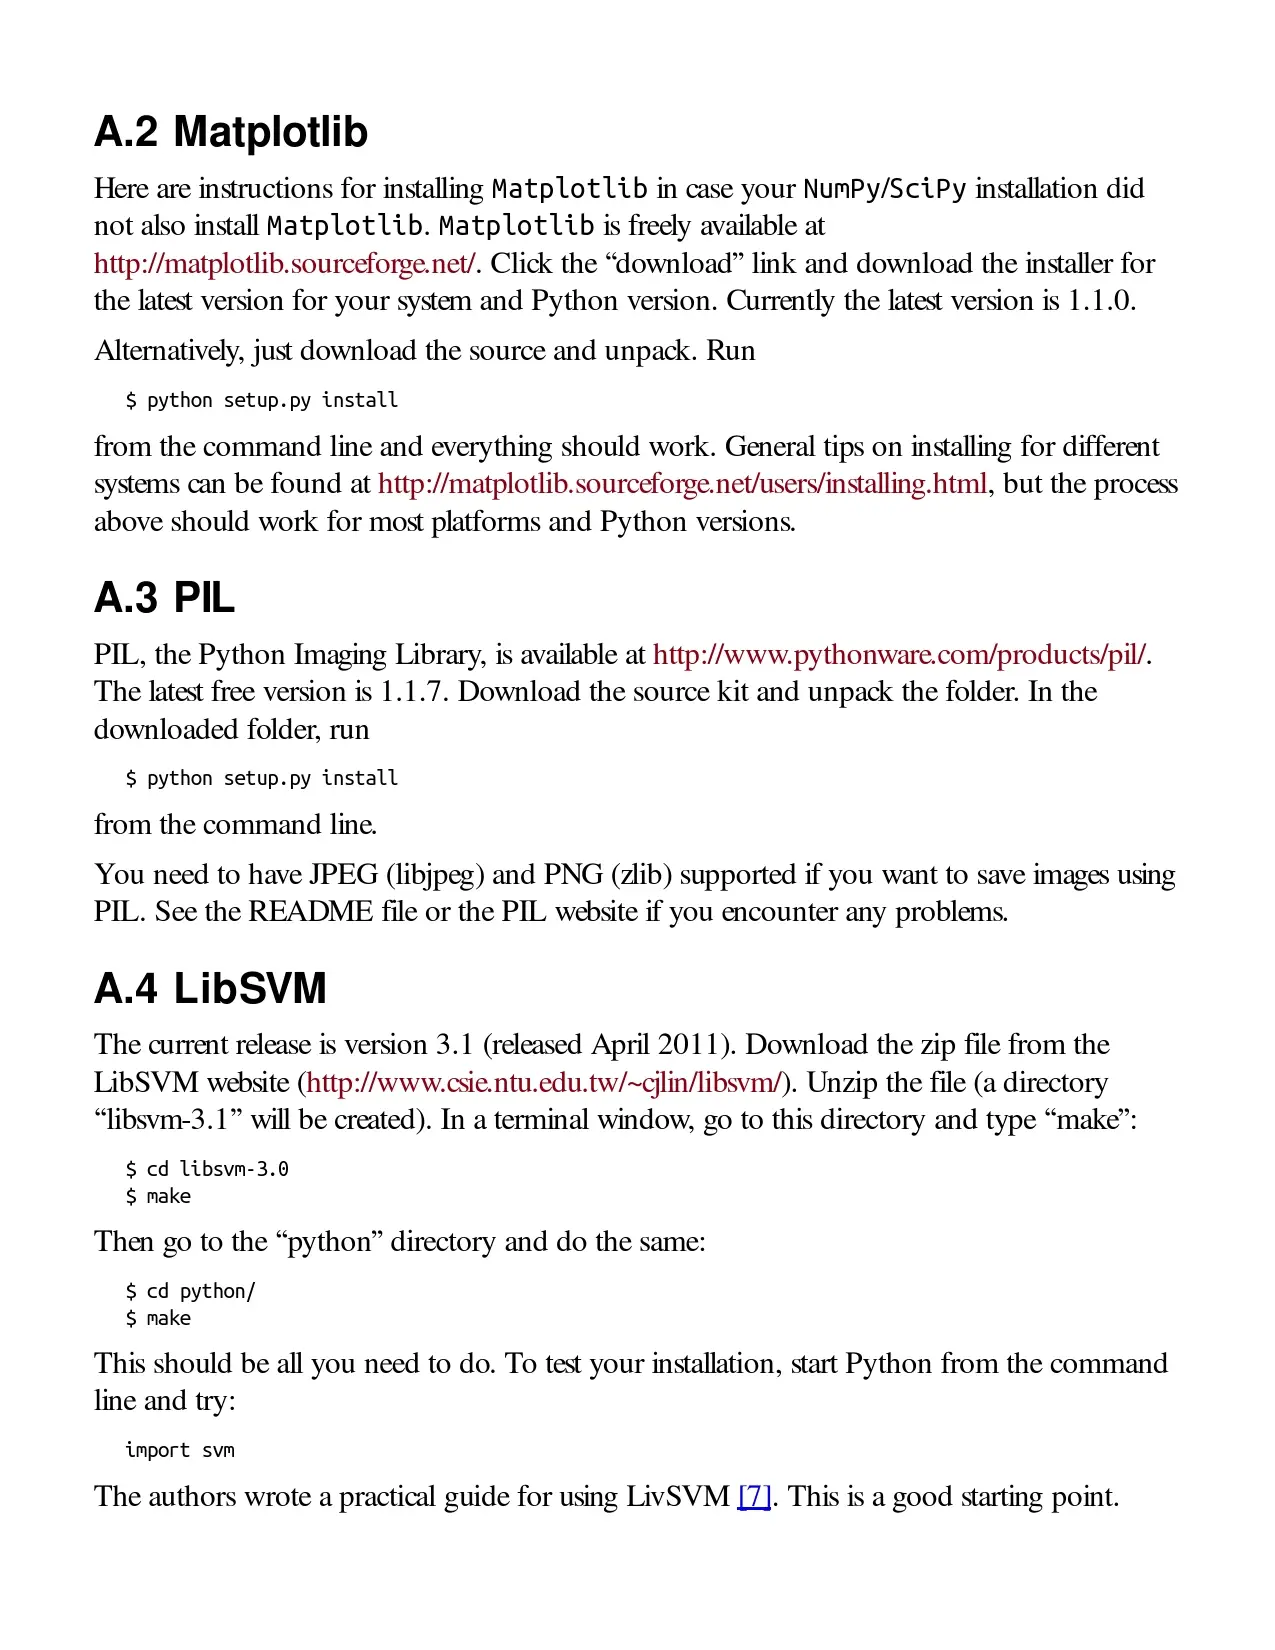 A.2 Matplotlib
Here are instructions for installing Matplotlib in case your NumPy/SciPy installation did
not also install Matplotlib. Matplotlib is freely available at
http://matplotlib.sourceforge.net/. Click the “download” link and download the installer for
the latest version for your system and Python version. Currently the latest version is 1.1.0.
Alternatively, just download the source and unpack. Run
$ python setup.py install
from the command line and everything should work. General tips on installing for different
systems can be found at http://matplotlib.sourceforge.net/users/installing.html, but the process
above should work for most platforms and Python versions.
A.3 PIL
PIL, the Python Imaging Library, is available at http://www.pythonware.com/products/pil/.
The latest free version is 1.1.7. Download the source kit and unpack the folder. In the
downloaded folder, run
$ python setup.py install
from the command line.
You need to have JPEG (libjpeg) and PNG (zlib) supported if you want to save images using
PIL. See the README file or the PIL website if you encounter any problems.
A.4 LibSVM
The current release is version 3.1 (released April 2011). Download the zip file from the
LibSVM website (http://www.csie.ntu.edu.tw/~cjlin/libsvm/). Unzip the file (a directory
“libsvm-3.1” will be created). In a terminal window, go to this directory and type “make”:
$ cd libsvm-3.0
$ make
Then go to the “python” directory and do the same:
$ cd python/
$ make
This should be all you need to do. To test your installation, start Python from the command
line and try:
import svm
The authors wrote a practical guide for using LivSVM [7]. This is a good starting point.